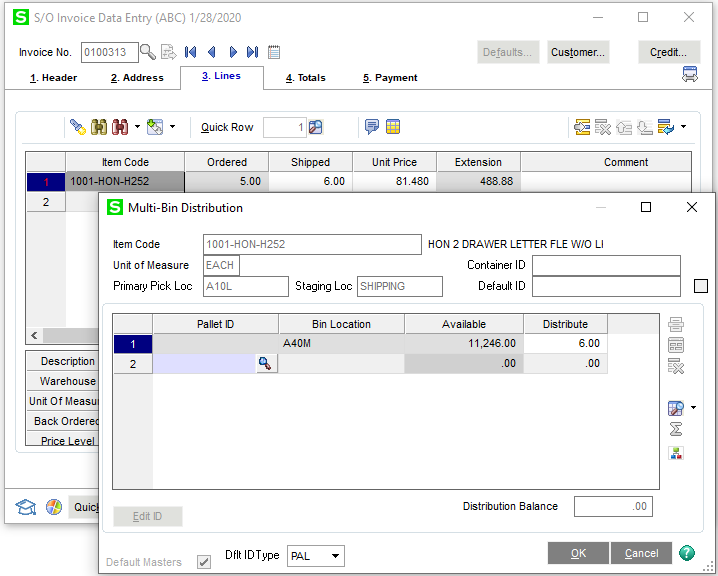 S S/O Invoice Data Entry (ABC) 1/28/2020
Invoice No. 0100313 Defaults... Customer... Credit...
1. Header 2. Address 3. Lines 4. Totals 5. Payment
Quick Row 1
Item Code Ordered Shipped Unit Price Extension Comment
1 1001-HON-H252 5.00 6.00 81.480 488.88
2
S Multi-Bin Distribution
Item Code 1001-HON-H252 HON 2 DRAWER LETTER FLE W/O LI
Unit of Measure EACH Container ID
Primary Pick Loc A10L Staging Loc SHIPPING Default ID
Pallet ID Bin Location Available Distribute
1 A40M 11,246.00 6.00
2 .00 .00
Description
Warehouse
Unit Of Measu
Back Ordered
Price Level
Quick
Distribution Balance .00
Edit ID
Default Masters Dflt IDType PAL OK Cancel ?